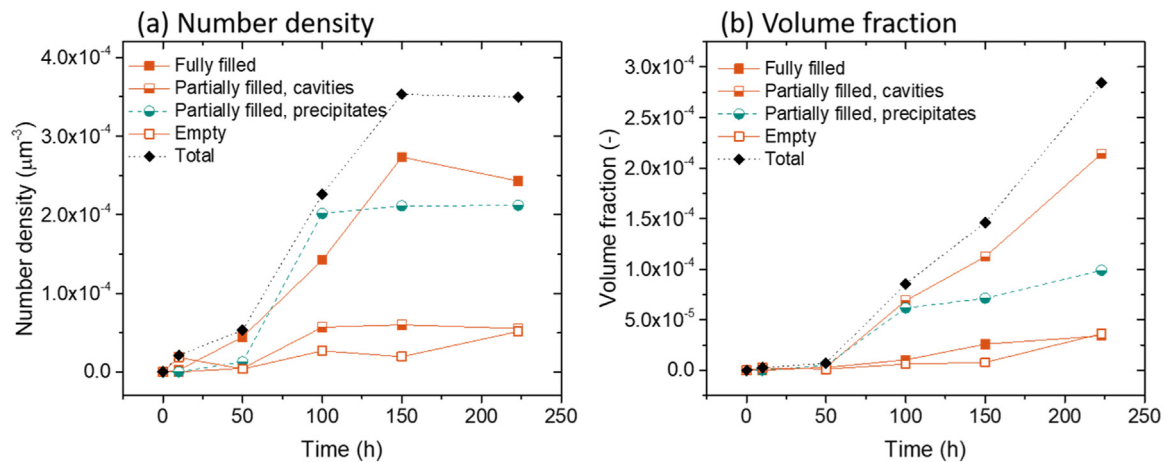 (a) Number density
4.0x10⁻⁴
3.0x10⁻⁴
2.0x10⁻⁴
1.0x10⁻⁴
0.0
Number density (μm⁻³)
Fully filled
Partially filled, cavities
Partially filled, precipitates
Empty
Total
0 50 100 150 200 250
Time (h)
(b) Volume fraction
3.0x10⁻⁴
2.5x10⁻⁴
2.0x10⁻⁴
1.5x10⁻⁴
1.0x10⁻⁴
5.0x10⁻⁵
0.0
Volume fraction (-)
Fully filled
Partially filled, cavities
Partially filled, precipitates
Empty
Total
0 50 100 150 200 250
Time (h)